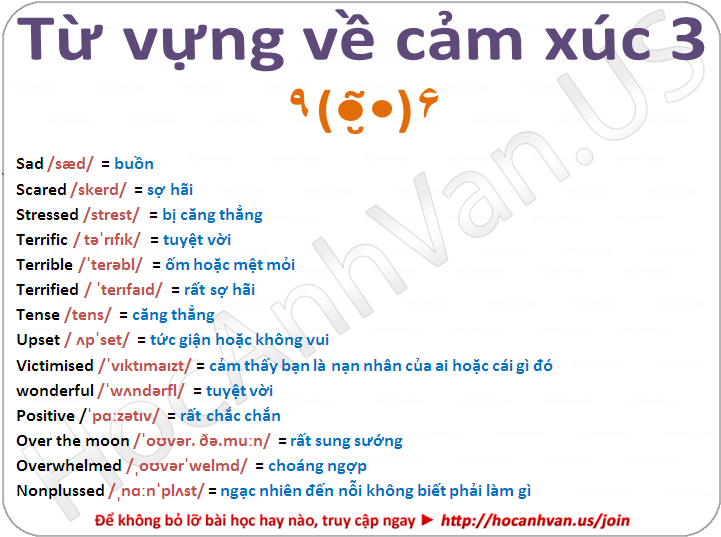 Từ vựng về cảm xúc 3
٩(•̮̃•)۶
Sad /sæd/ = buồn
Scared /skerd/ = sợ hãi
Stressed /strest/ = bị căng thẳng
Terrific / təˈrɪfɪk/ = tuyệt vời
Terrible /ˈterəbl/ = ốm hoặc mệt mỏi
Terrified / ˈterɪfaɪd/ = rất sợ hãi
Tense /tens/ = căng thẳng
Upset / ʌpˈset/ = tức giận hoặc không vui
Victimised /ˈvɪktɪmaɪzt/ = cảm thấy bạn là nạn nhân của ai hoặc cái gì đó
wonderful /ˈwʌndərfl/ = tuyệt vời
Positive /ˈpɑːzətɪv/ = rất chắc chắn
Over the moon /ˈoʊvər. ðə.muːn/ = rất sung sướng
Overwhelmed /ˌoʊvərˈwelmd/ = choáng ngợp
Nonplussed /ˌnɑːnˈplʌst/ = ngạc nhiên đến nỗi không biết phải làm gì
Để không bỏ lỡ bài học hay nào, truy cập ngay ► http://hocanhvan.us/join
HocAnhVan.US